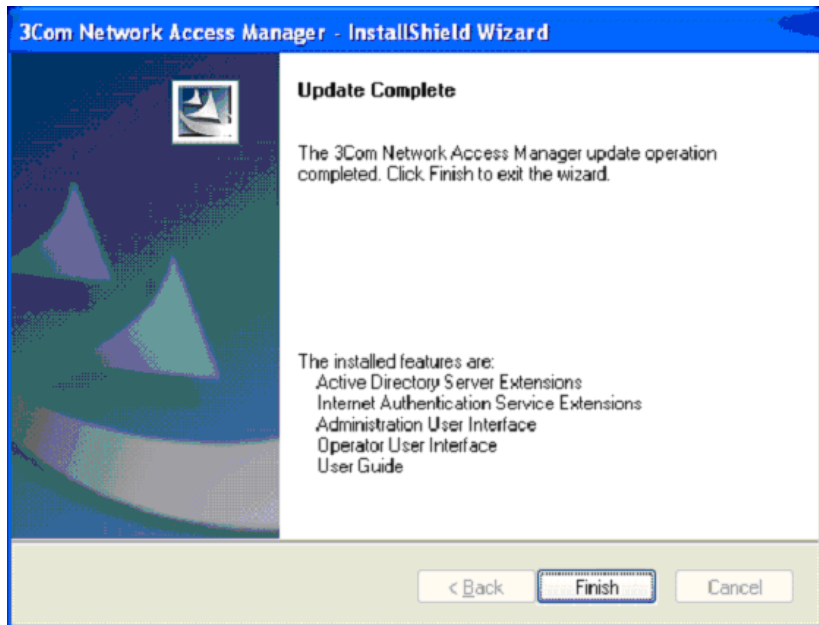 3Com Network Access Manager - InstallShield Wizard
Update Complete
The 3Com Network Access Manager update operation
completed. Click Finish to exit the wizard.
The installed features are:
Active Directory Server Extensions
Internet Authentication Service Extensions
Administration User Interface
Operator User Interface
User Guide
< Back
Finish
Cancel